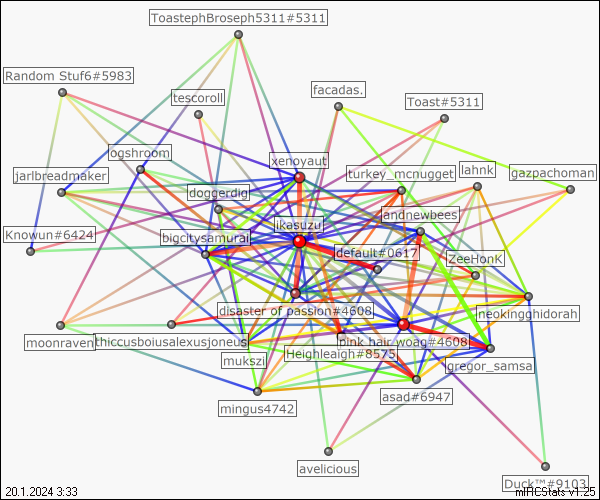 ToastephBroseph5311#5311
Random Stuf6#5983
tescoroll
facadas.
Toast#5311
ogshroom
xenoyaut
jarlbreadmaker
turkey_mcnugget
lahnk
gazpachoman
doggerdig
andnewbees
Knowun#6424
bigcitysamurai
ikasuzu
default#0617
ZeeHonK
disaster of passion#4608
neokingghidorah
moonraven
thiccusboiusalexusjoneus
pink hair woag#4608
mukszi
Heighleigh#8575
gregor_samsa
mingus4742
asad#6947
avelicious
Duck™#9103
20.1.2024 3:33
mIRCStats v1.25